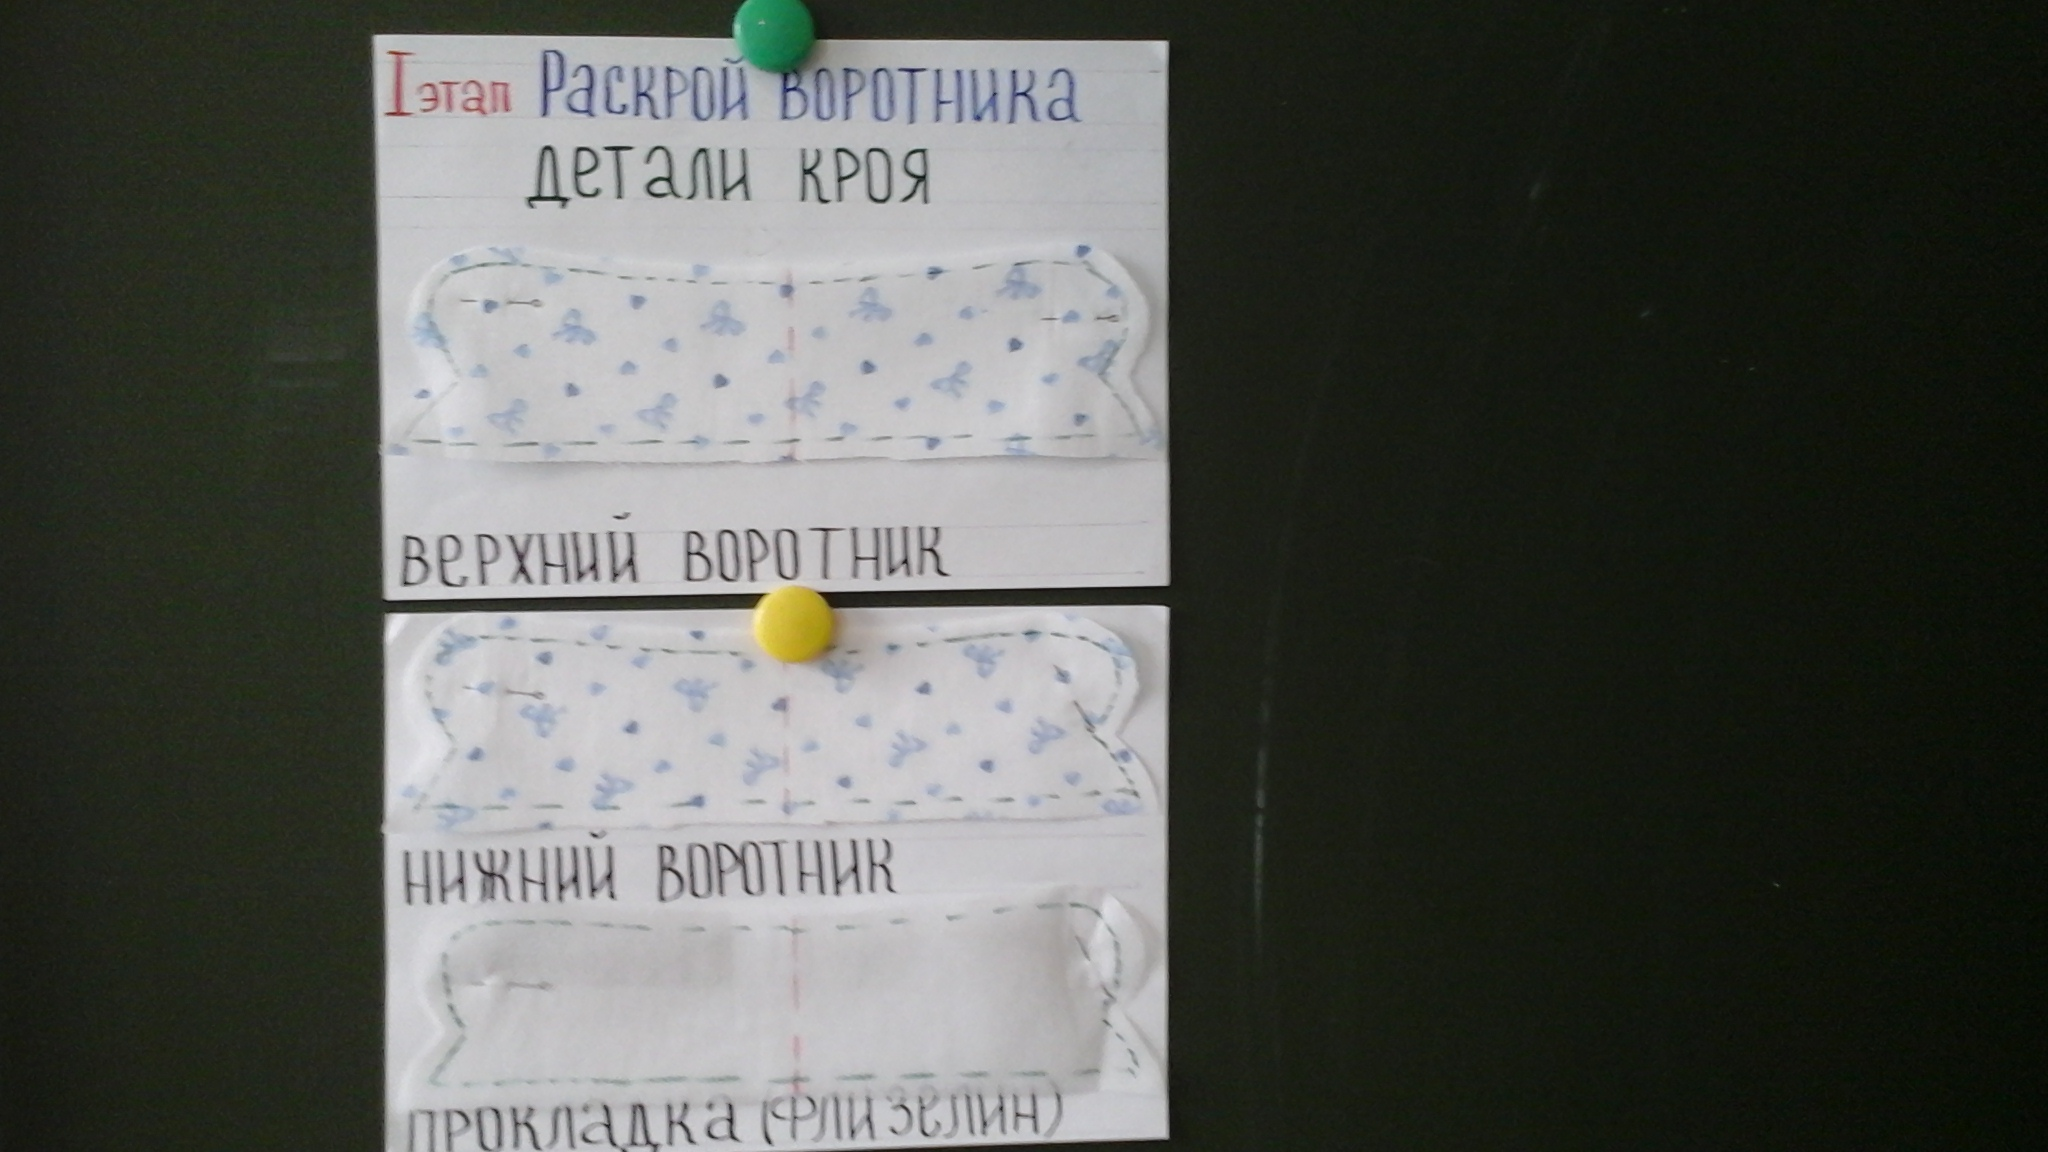 I этап Раскрой воротника
детали кроя
верхний воротник
нижний воротник
прокладка (флизелин)